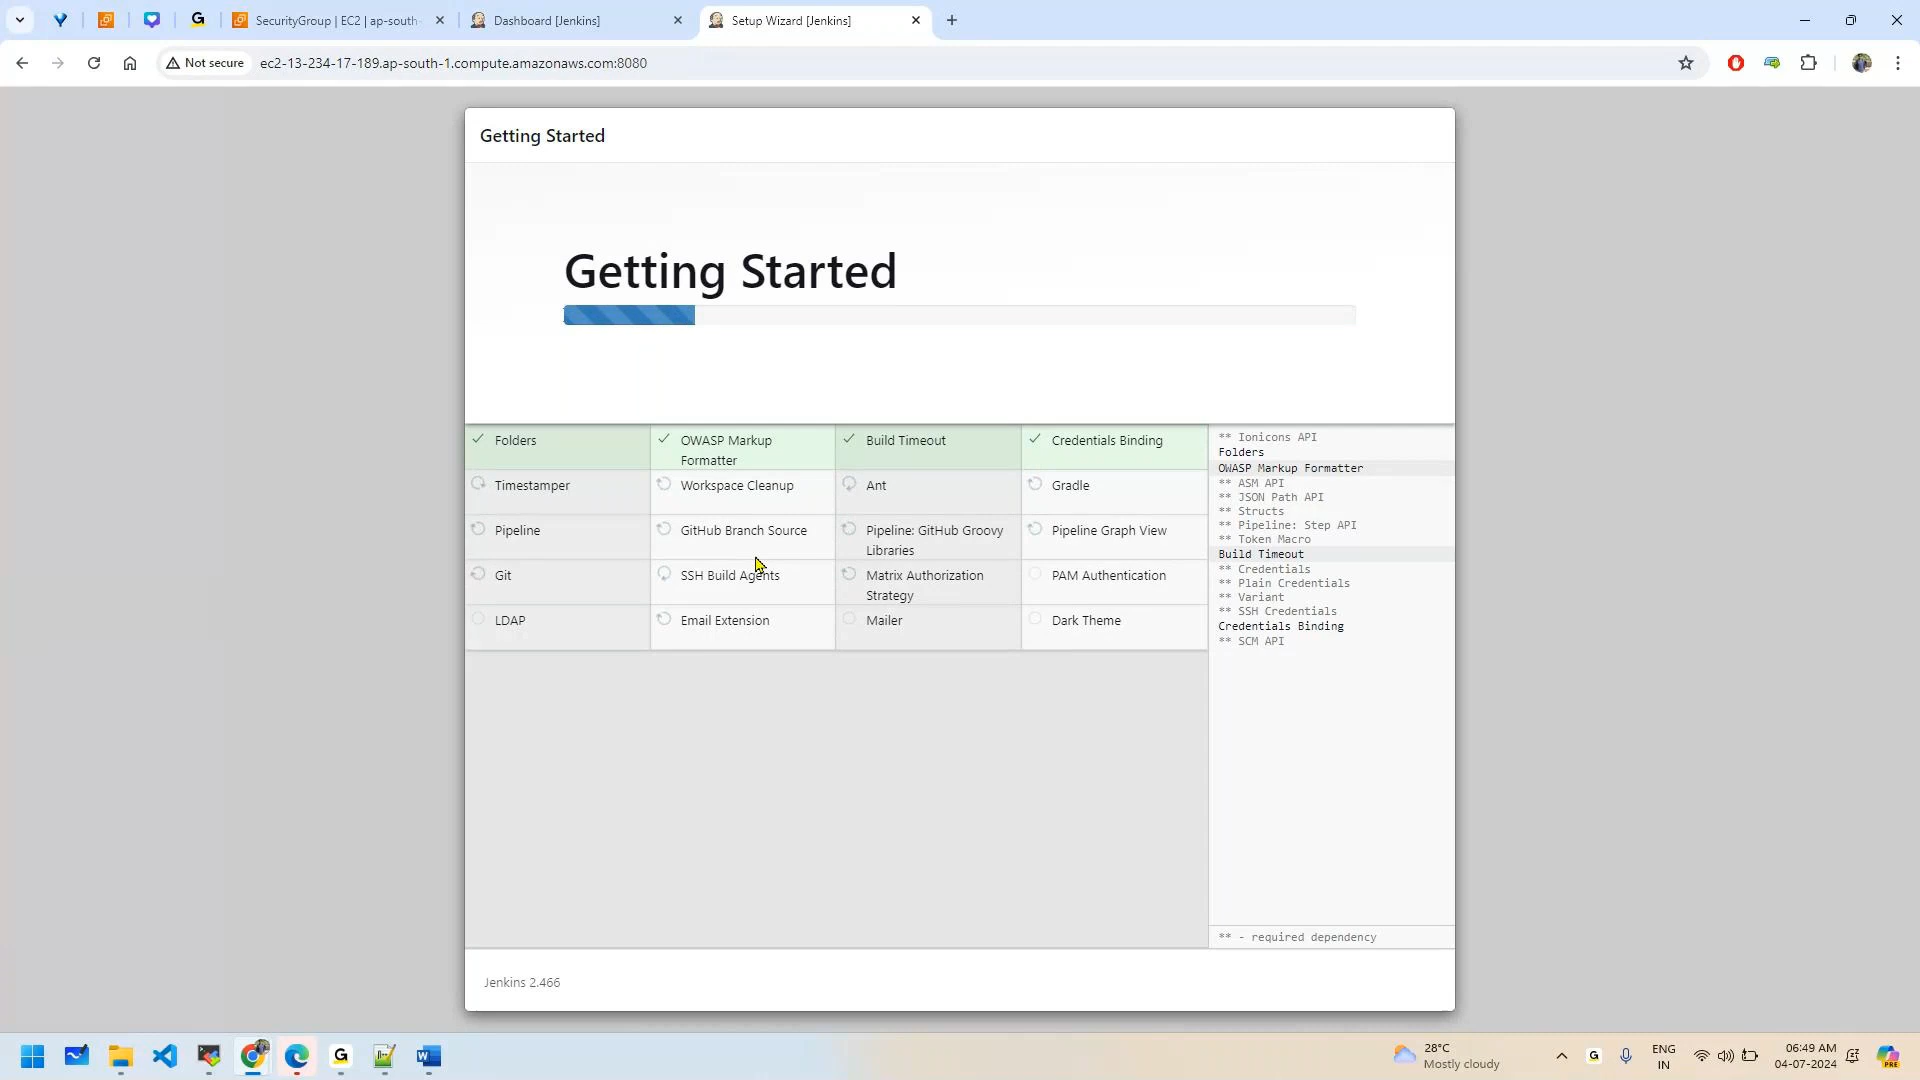 SecurityGroup | EC2 | ap-south-
Dashboard [Jenkins]
Setup Wizard [Jenkins]
Not secure
ec2-13-234-17-189.ap-south-1.compute.amazonaws.com:8080
Getting Started
Getting Started
Folders
OWASP Markup
Formatter
Build Timeout
Credentials Binding
Timestamper
Workspace Cleanup
Ant
Gradle
Pipeline
GitHub Branch Source
Pipeline: GitHub Groovy
Libraries
Pipeline Graph View
Git
SSH Build Agents
Matrix Authorization
Strategy
PAM Authentication
LDAP
Email Extension
Mailer
Dark Theme
** Ionicons API
Folders
OWASP Markup Formatter
** ASM API
** JSON Path API
** Structs
** Pipeline: Step API
** Token Macro
Build Timeout
** Credentials
** Plain Credentials
** Variant
** SSH Credentials
Credentials Binding
** SCM API
** - required dependency
Jenkins 2.466
28°C
Mostly cloudy
ENG
IN
06:49 AM
04-07-2024